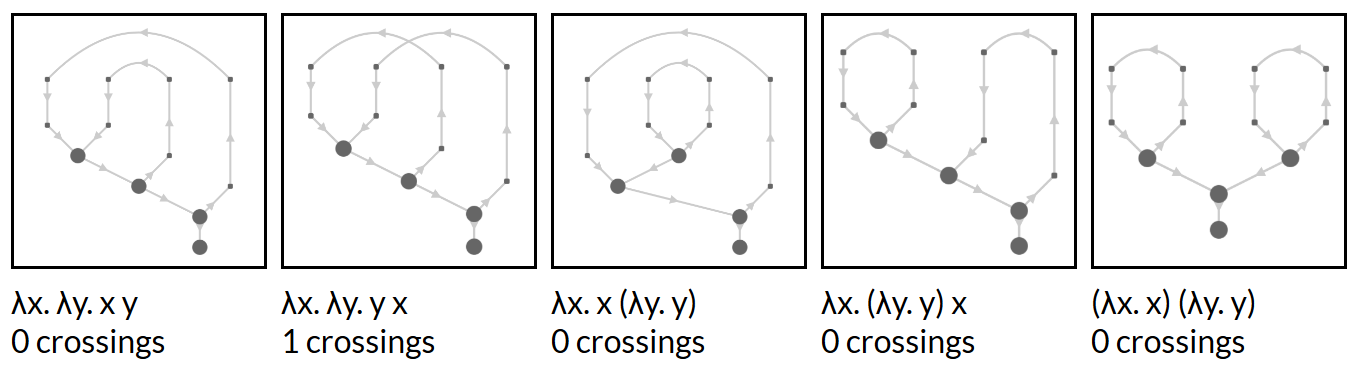 λx. λy. x y
0 crossings
λx. λy. y x
1 crossings
λx. x (λy. y)
0 crossings
λx. (λy. y) x
0 crossings
(λx. x) (λy. y)
0 crossings